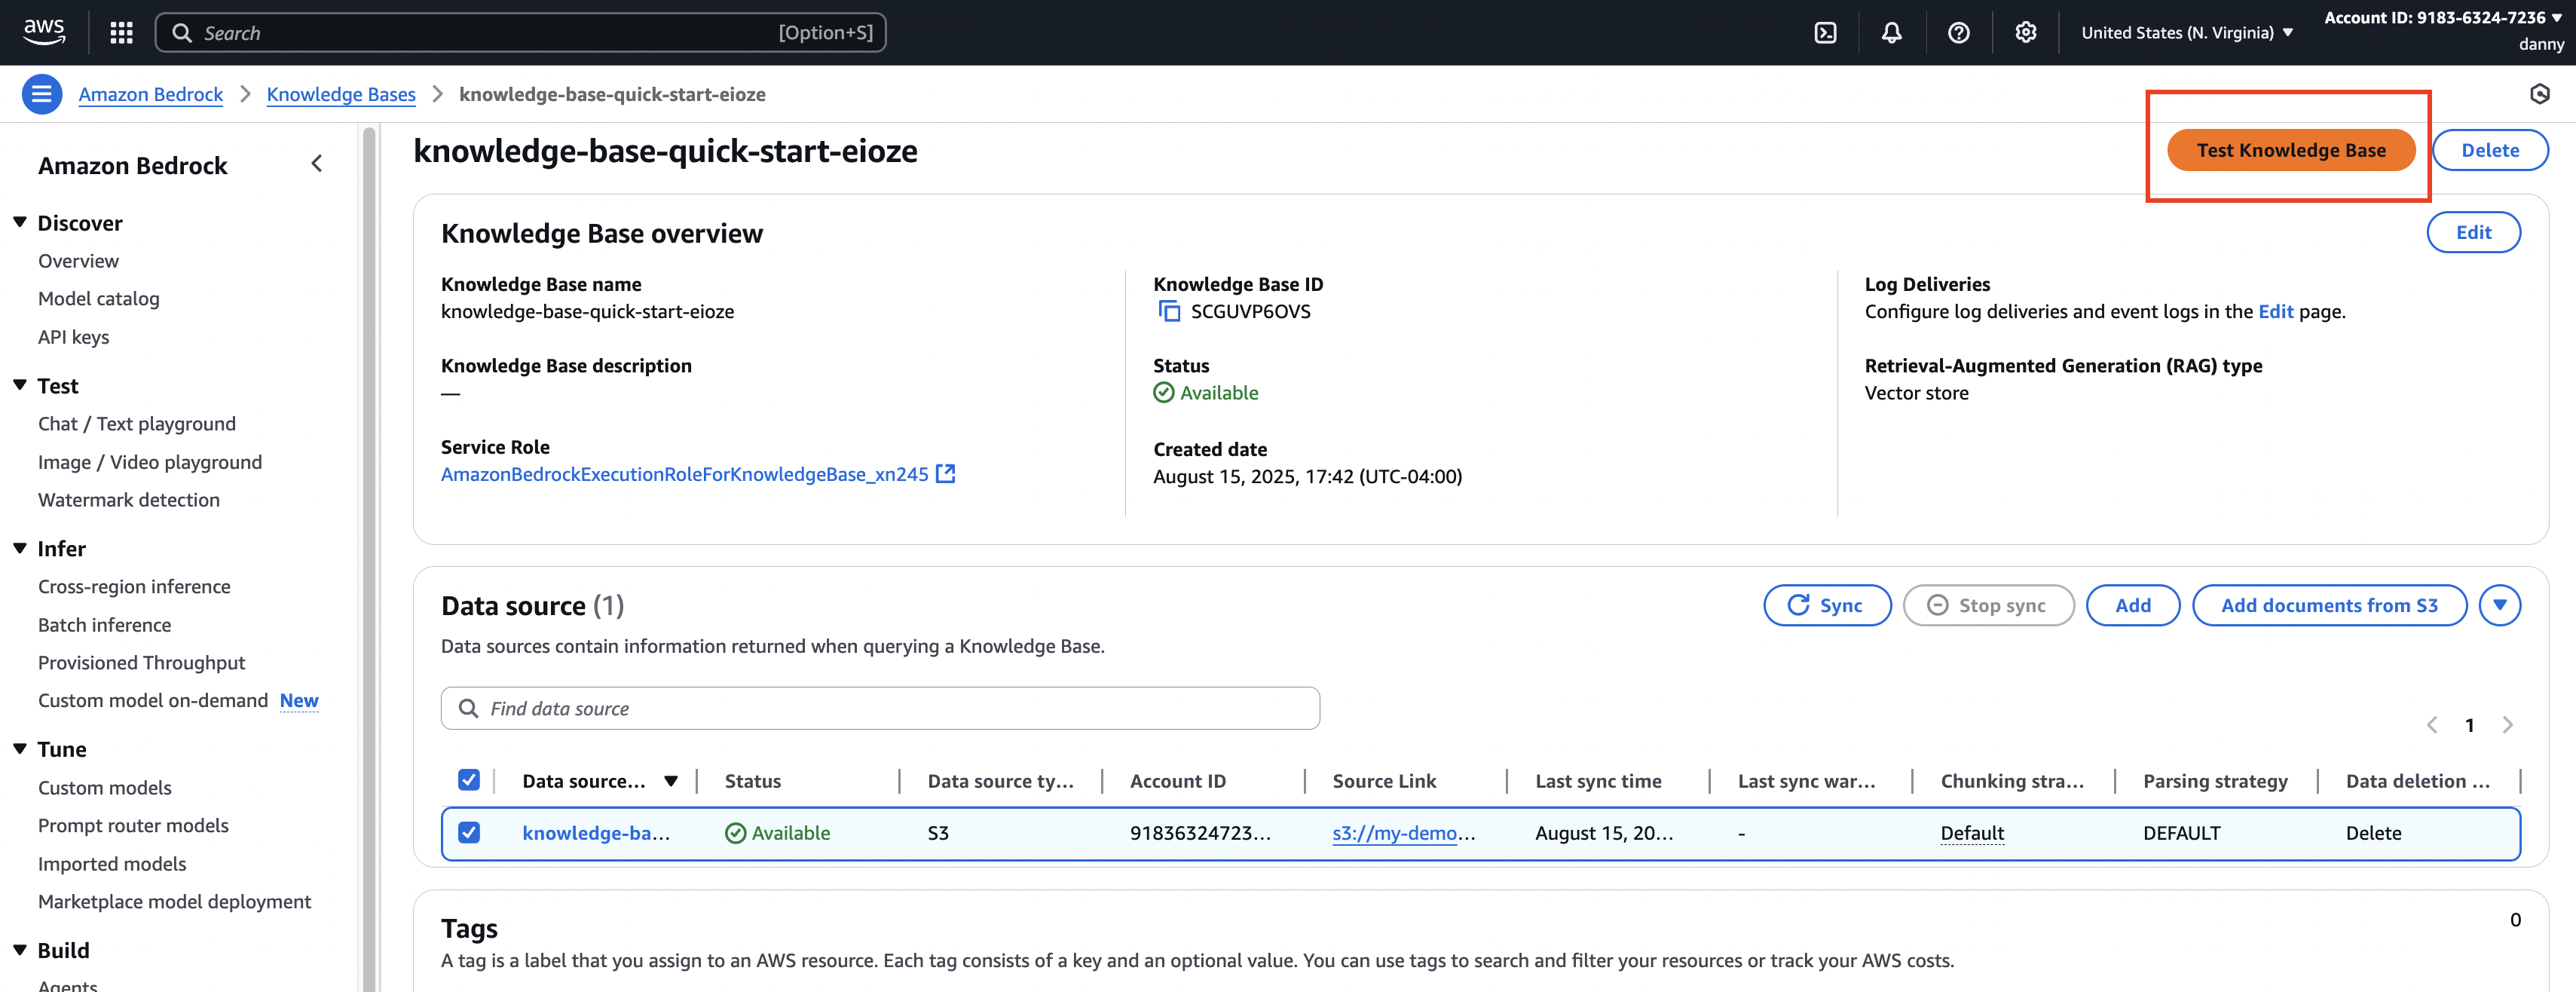 aws
Search [Option+S]
United States (N. Virginia)
Account ID: 9183-6324-7236
danny
Amazon Bedrock
Knowledge Bases
knowledge-base-quick-start-eioze
Amazon Bedrock
Discover
Overview
Model catalog
API keys
Test
Chat / Text playground
Image / Video playground
Watermark detection
Infer
Cross-region inference
Batch inference
Provisioned Throughput
Custom model on-demand New
Tune
Custom models
Prompt router models
Imported models
Marketplace model deployment
Build
Agents
knowledge-base-quick-start-eioze
Test Knowledge Base
Delete
Knowledge Base overview
Edit
Knowledge Base name
knowledge-base-quick-start-eioze
Knowledge Base description
—
Service Role
AmazonBedrockExecutionRoleForKnowledgeBase_xn245
Knowledge Base ID
SCGUVP6OVS
Status
Available
Created date
August 15, 2025, 17:42 (UTC-04:00)
Log Deliveries
Configure log deliveries and event logs in the Edit page.
Retrieval-Augmented Generation (RAG) type
Vector store
Data source (1)
Sync
Stop sync
Add
Add documents from S3
Data sources contain information returned when querying a Knowledge Base.
Find data source
1
Data source... Status Data source ty... Account ID Source Link Last sync time Last sync war... Chunking stra... Parsing strategy Data deletion ...
knowledge-ba... Available S3 91836324723... s3://my-demo... August 15, 20... - Default DEFAULT Delete
Tags
0
A tag is a label that you assign to an AWS resource. Each tag consists of a key and an optional value. You can use tags to search and filter your resources or track your AWS costs.